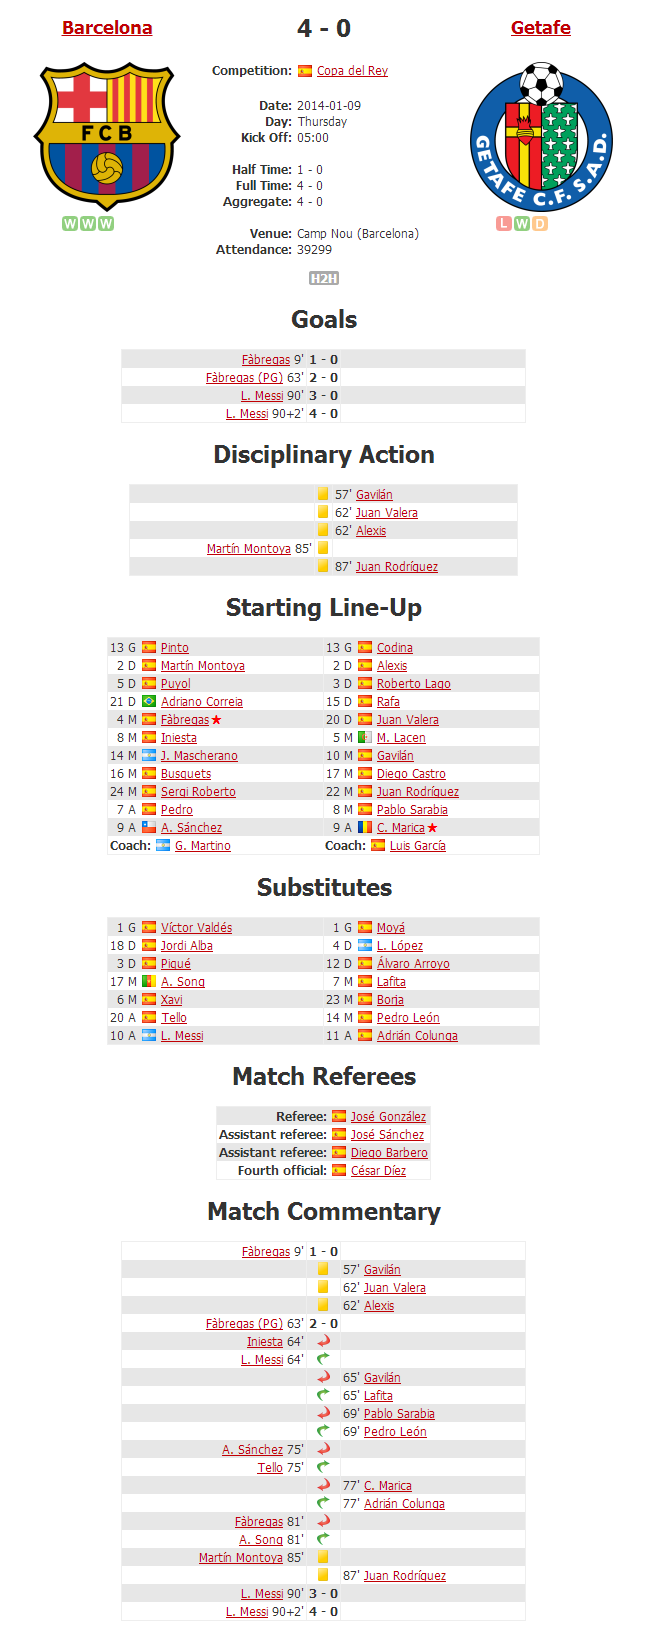 Barcelona 4 - 0 Getafe
Competition: Copa del Rey
Date: 2014-01-09
Day: Thursday
Kick Off: 05:00
Half Time: 1 - 0
Full Time: 4 - 0
Aggregate: 4 - 0
Venue: Camp Nou (Barcelona)
Attendance: 39299
FCB
GETAFE C.F. S.A.D.
W W W
L W D
H2H
Goals
Fàbregas 9' 1 - 0
Fàbregas (PG) 63' 2 - 0
L. Messi 90' 3 - 0
L. Messi 90+2' 4 - 0
Disciplinary Action
57' Gavilán
62' Juan Valera
62' Alexis
Martín Montoya 85'
87' Juan Rodríguez
Starting Line-Up
13 G Pinto 13 G Codina
2 D Martín Montoya 2 D Alexis
5 D Puyol 3 D Roberto Lago
21 D Adriano Correia 15 D Rafa
4 M Fàbregas 20 D Juan Valera
8 M Iniesta 5 M M. Lacen
14 M J. Mascherano 10 M Gavilán
16 M Busquets 17 M Diego Castro
24 M Sergi Roberto 22 M Juan Rodríguez
7 A Pedro 8 M Pablo Sarabia
9 A A. Sánchez 9 A C. Marica
Coach: G. Martino Coach: Luis García
Substitutes
1 G Víctor Valdés 1 G Moyá
18 D Jordi Alba 4 D L. López
3 D Piqué 12 D Álvaro Arroyo
17 M A. Song 7 M Lafita
6 M Xavi 23 M Borja
20 A Tello 14 M Pedro León
10 A L. Messi 11 A Adrián Colunga
Match Referees
Referee: José González
Assistant referee: José Sánchez
Assistant referee: Diego Barbero
Fourth official: César Díez
Match Commentary
Fàbregas 9' 1 - 0
57' Gavilán
62' Juan Valera
62' Alexis
Fàbregas (PG) 63' 2 - 0
Iniesta 64'
L. Messi 64'
65' Gavilán
65' Lafita
69' Pablo Sarabia
69' Pedro León
A. Sánchez 75'
Tello 75'
77' C. Marica
77' Adrián Colunga
Fàbregas 81'
A. Song 81'
Martín Montoya 85'
87' Juan Rodríguez
L. Messi 90' 3 - 0
L. Messi 90+2' 4 - 0